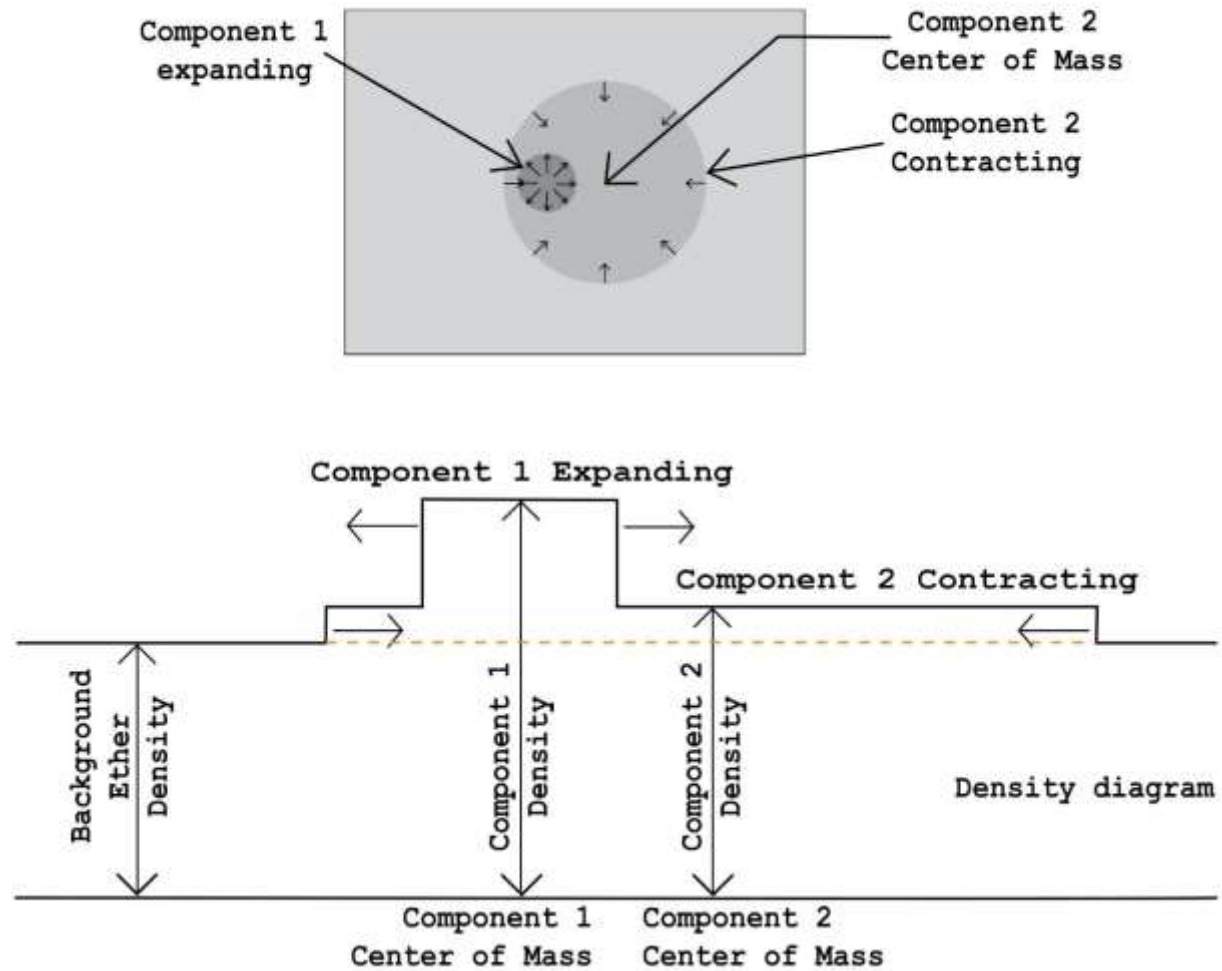 Component 1
expanding
Component 2
Center of Mass
Component 2
Contracting
Component 1 Expanding
Component 2 Contracting
Background
Ether
Density
Component 1
Density
Component 2
Density
Density diagram
Component 1
Center of Mass
Component 2
Center of Mass